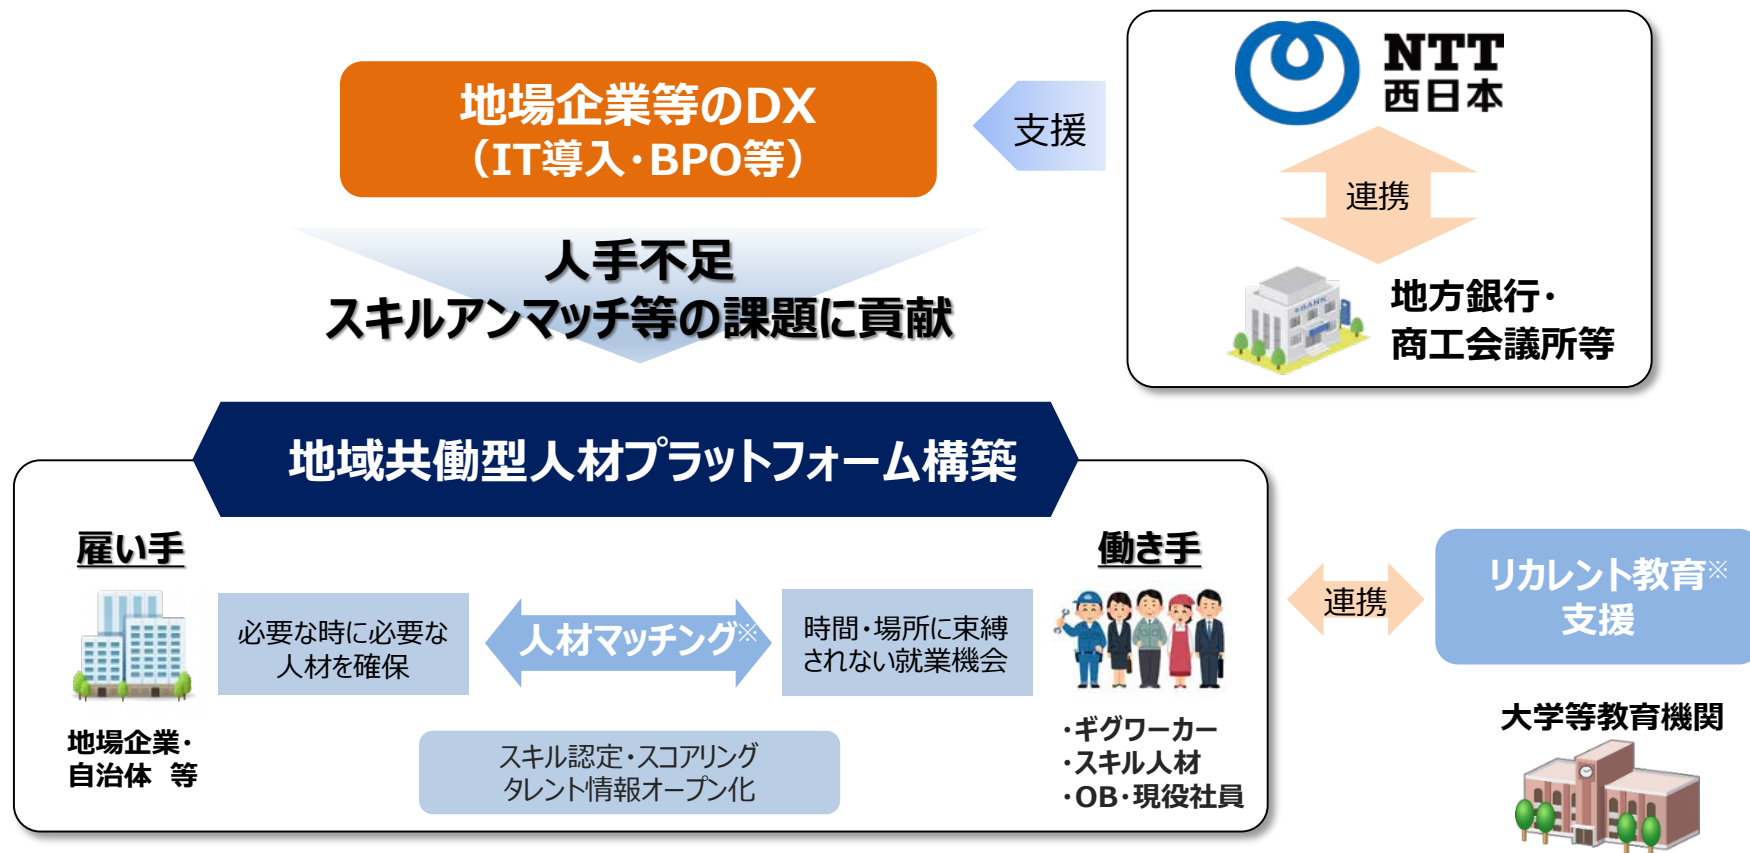 地場企業等のDX
（IT導入・BPO等）
支援
NTT
西日本
連携
BANK
地方銀行・
商工会議所等
人手不足
スキルアンマッチ等の課題に貢献
地域共働型人材プラットフォーム構築
雇い手
必要な時に必要な
人材を確保
地場企業・
自治体 等
人材マッチング※
時間・場所に束縛
されない就業機会
スキル認定・スコアリング
タレント情報オープン化
働き手
・ギグワーカー
・スキル人材
・OB・現役社員
連携
リカレント教育※
支援
大学等教育機関